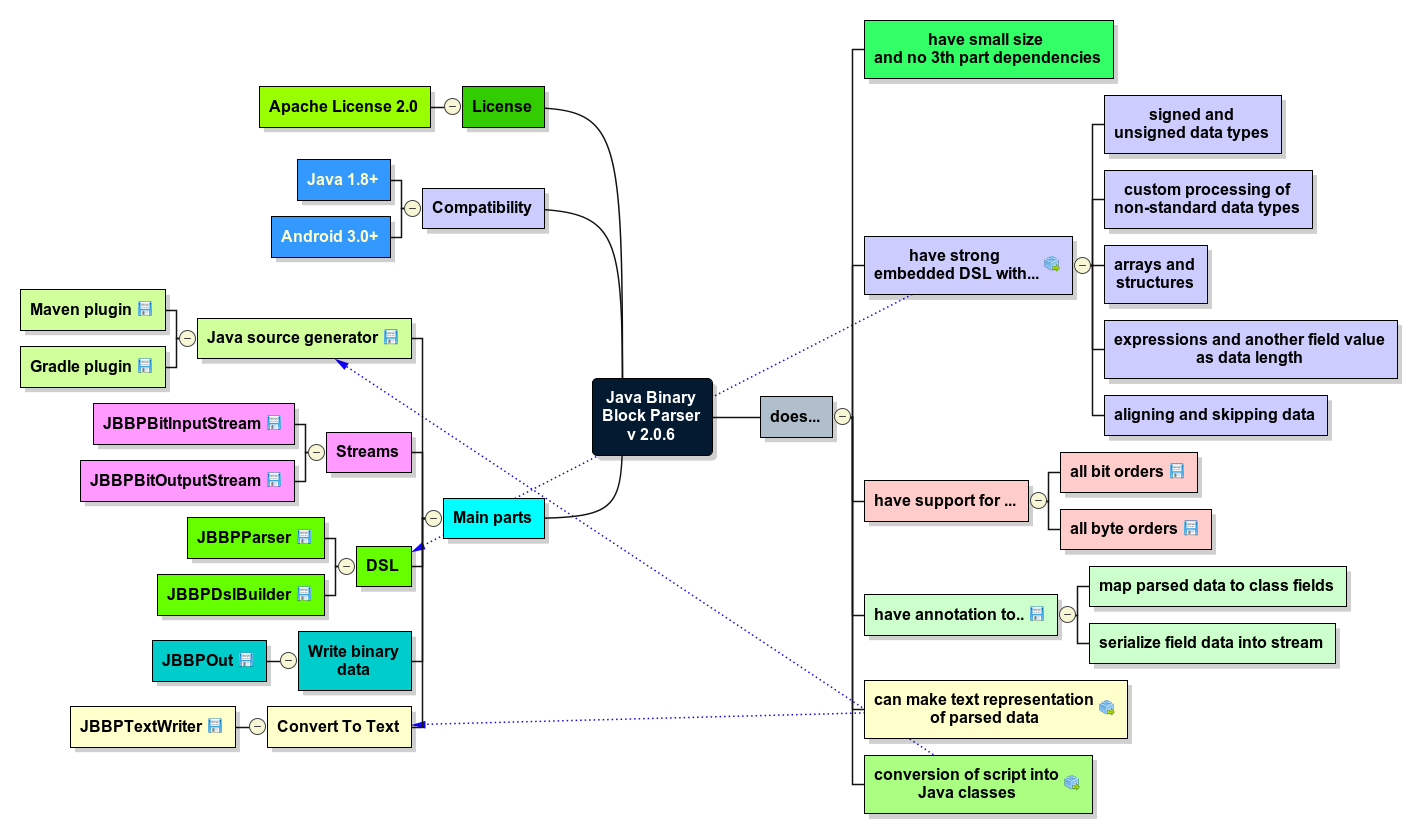 Java Binary
Block Parser
v 2.0.6
License
Apache License 2.0
Compatibility
Java 1.8+
Android 3.0+
Main parts
Java source generator
Maven plugin
Gradle plugin
Streams
JBBPBitInputStream
JBBPBitOutputStream
DSL
JBBPParser
JBBPDslBuilder
Write binary
data
JBBPOut
Convert To Text
JBBPTextWriter
does...
have small size
and no 3th part dependencies
have strong
embedded DSL with...
signed and
unsigned data types
custom processing of
non-standard data types
arrays and
structures
expressions and another field value
as data length
aligning and skipping data
have support for ...
all bit orders
all byte orders
have annotation to..
map parsed data to class fields
serialize field data into stream
can make text representation
of parsed data
conversion of script into
Java classes